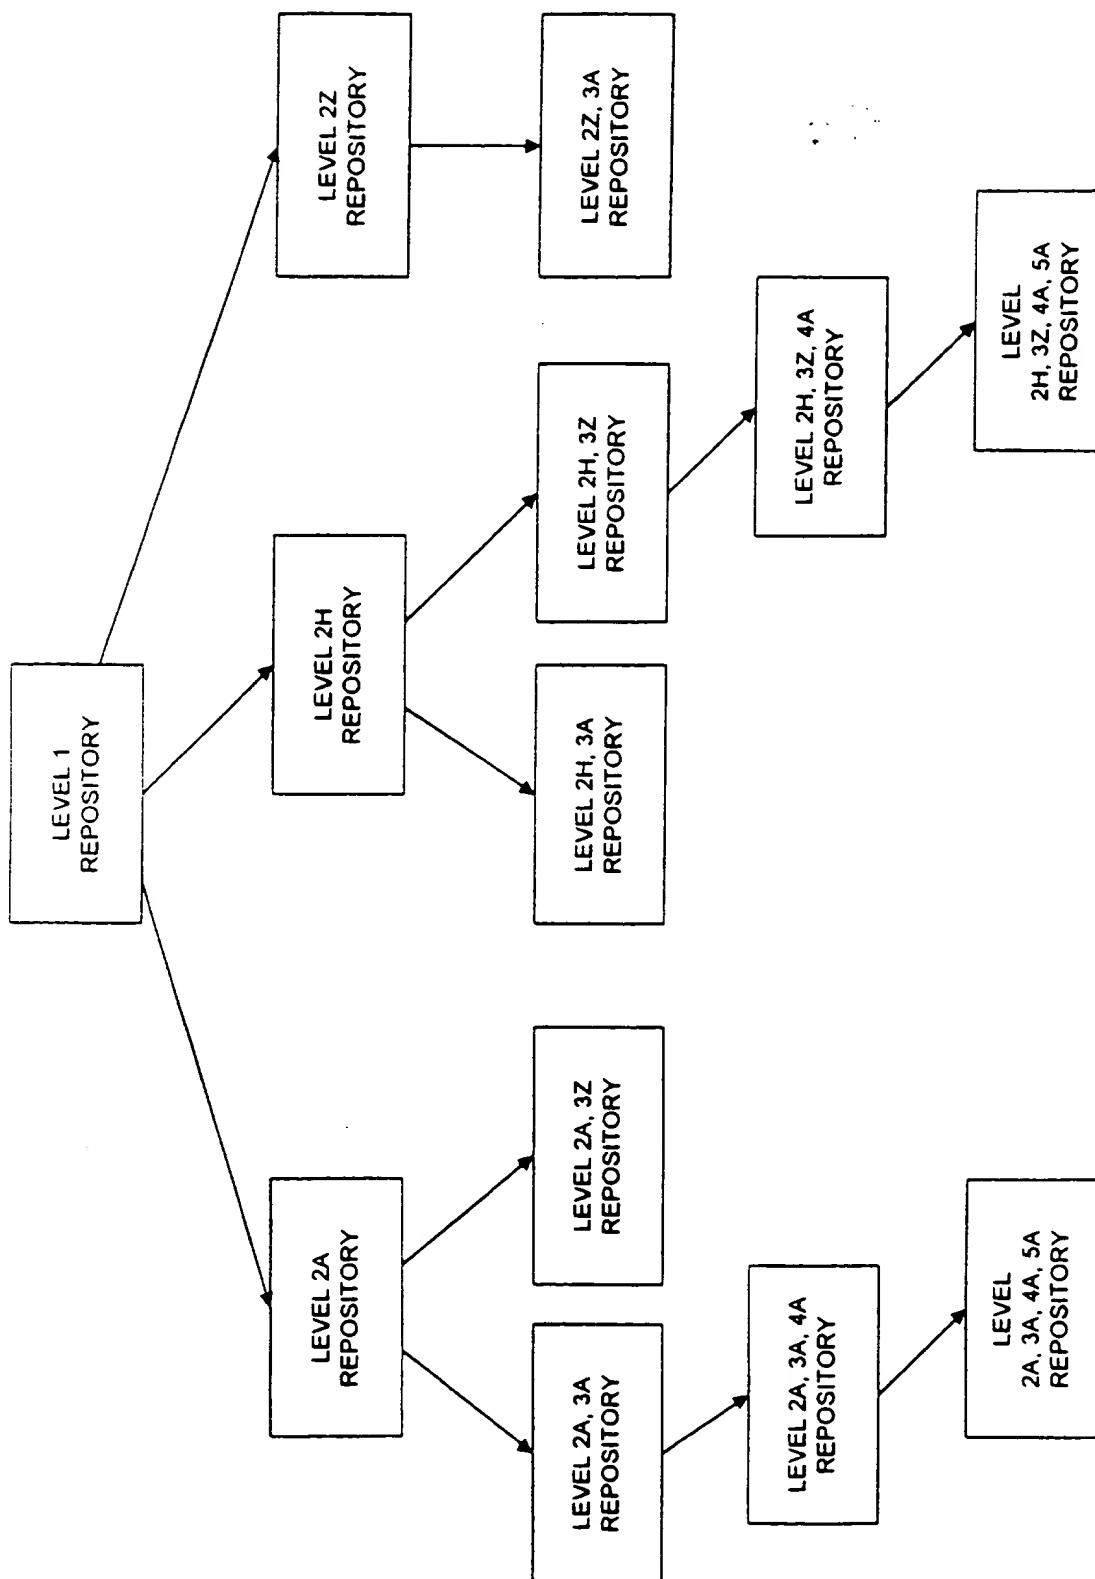 LEVEL 1
REPOSITORY
LEVEL 2A
REPOSITORY
LEVEL 2H
REPOSITORY
LEVEL 2Z
REPOSITORY
LEVEL 2A, 3A
REPOSITORY
LEVEL 2A, 3Z
REPOSITORY
LEVEL 2H, 3A
REPOSITORY
LEVEL 2H, 3Z
REPOSITORY
LEVEL 2Z, 3A
REPOSITORY
LEVEL 2A, 3A, 4A
REPOSITORY
LEVEL 2H, 3Z, 4A
REPOSITORY
LEVEL
2A, 3A, 4A, 5A
REPOSITORY
LEVEL
2H, 3Z, 4A, 5A
REPOSITORY